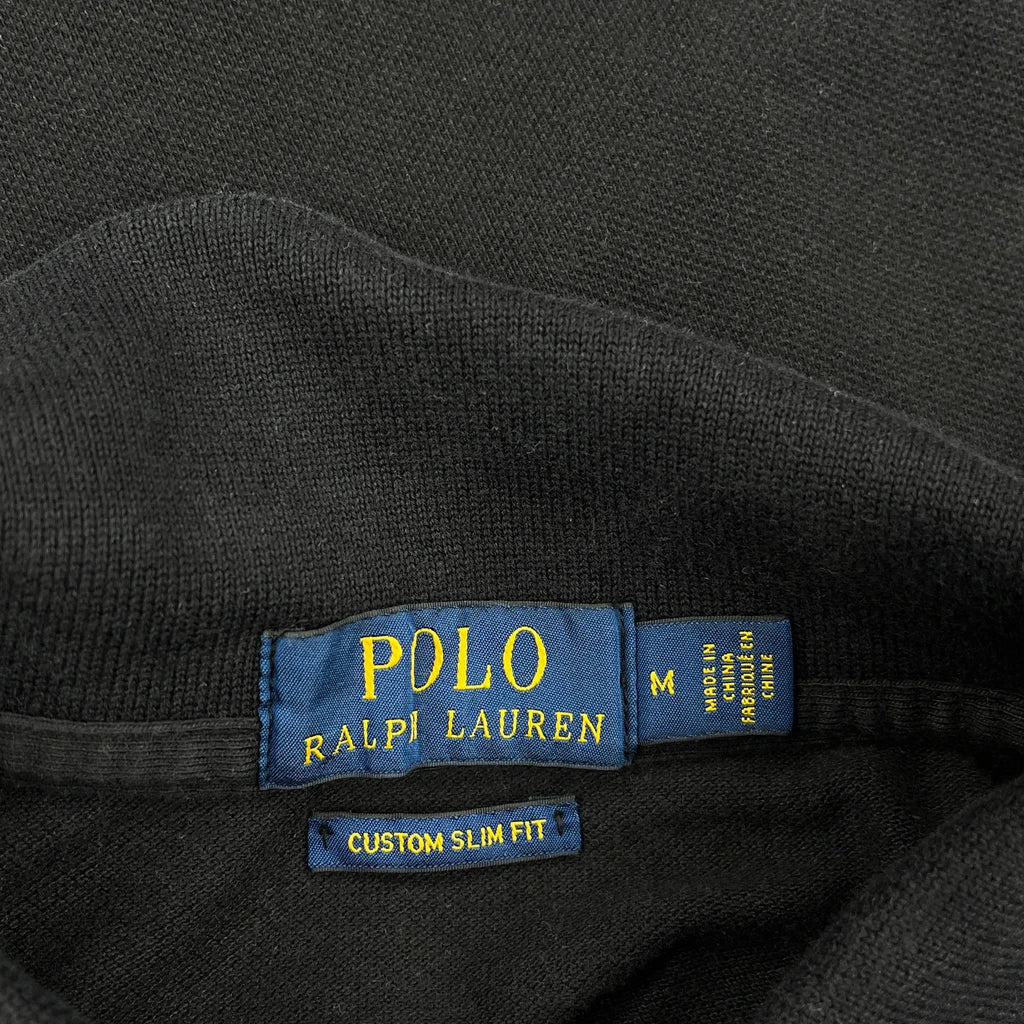 POLO
RALPH LAUREN
M
MADE IN
CHINA
FABRIQUÉ EN
CHINE
CUSTOM SLIM FIT